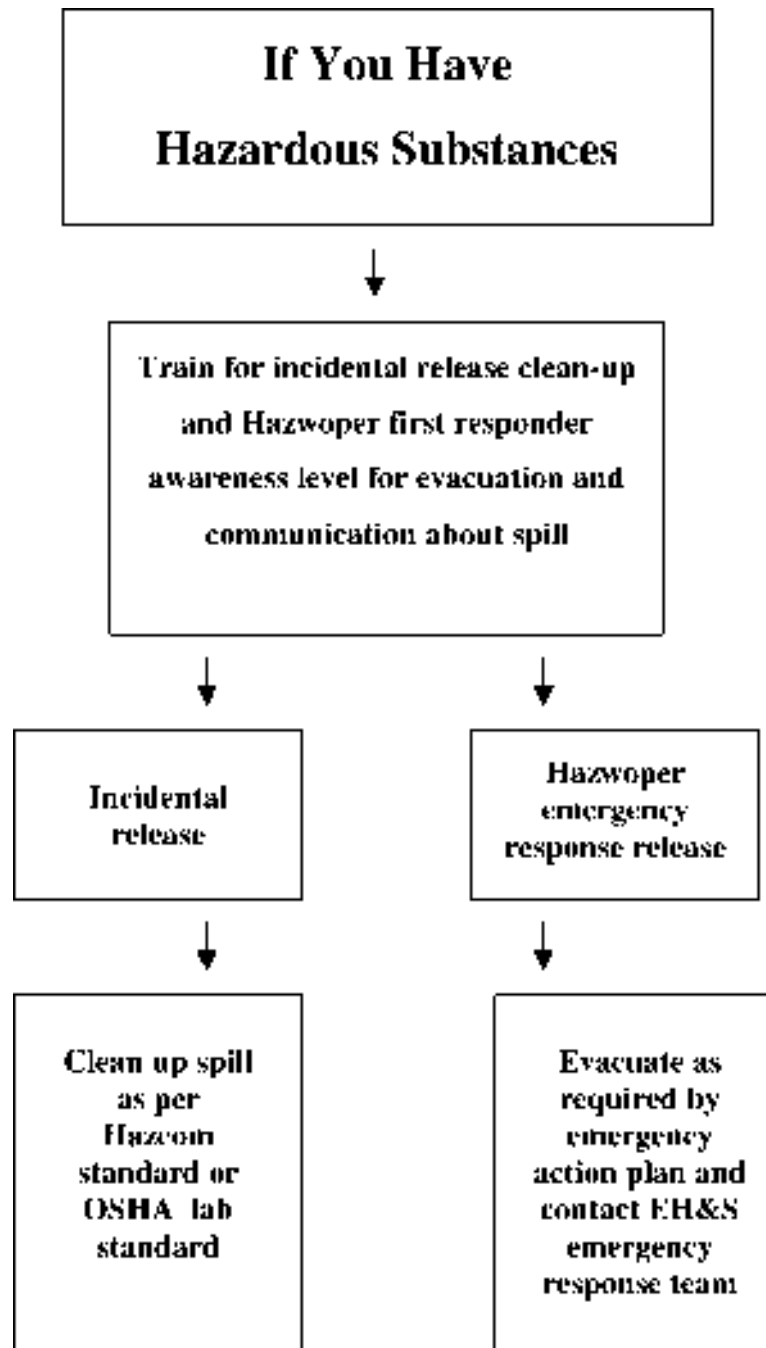 If You Have
Hazardous Substances
Train for incidental release clean-up
and Hazwoper first responder
awareness level for evacuation and
communication about spill
Incidental
release
Hazwoper
emergency
response release
Clean up spill
as per
Hazcom
standard or
OSHA lab
standard
Evacuate as
required by
emergency
action plan and
contact EH&S
emergency
response team